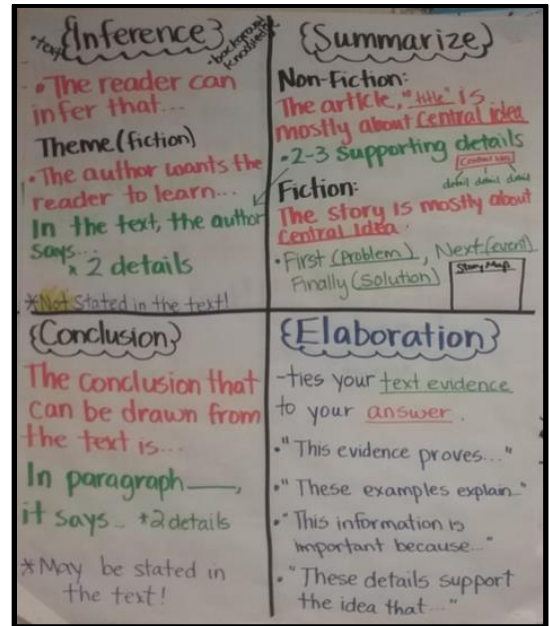 {Inference}
•text
•background
knowledge
•The reader can
infer that...
Theme (fiction)
•The author wants the
reader to learn...
In the text, the author
says...
* 2 details
*Not stated in the text!
{Summarize}
Non-Fiction:
The article, "title" is
mostly about Central idea
•2-3 supporting details
Central idea
detail detail detail
Fiction:
The story is mostly about
Central idea.
•First (Problem), Next (event),
Finally (Solution)
Story Map
{Conclusion}
The conclusion that
can be drawn from
the text is...
In paragraph ____,
it says... *2 details
*May be stated in
the text!
{Elaboration}
-ties your text evidence
to your answer.
•"This evidence proves..."
•"These examples explain..."
•"This information is
important because..."
•"These details support
the idea that..."